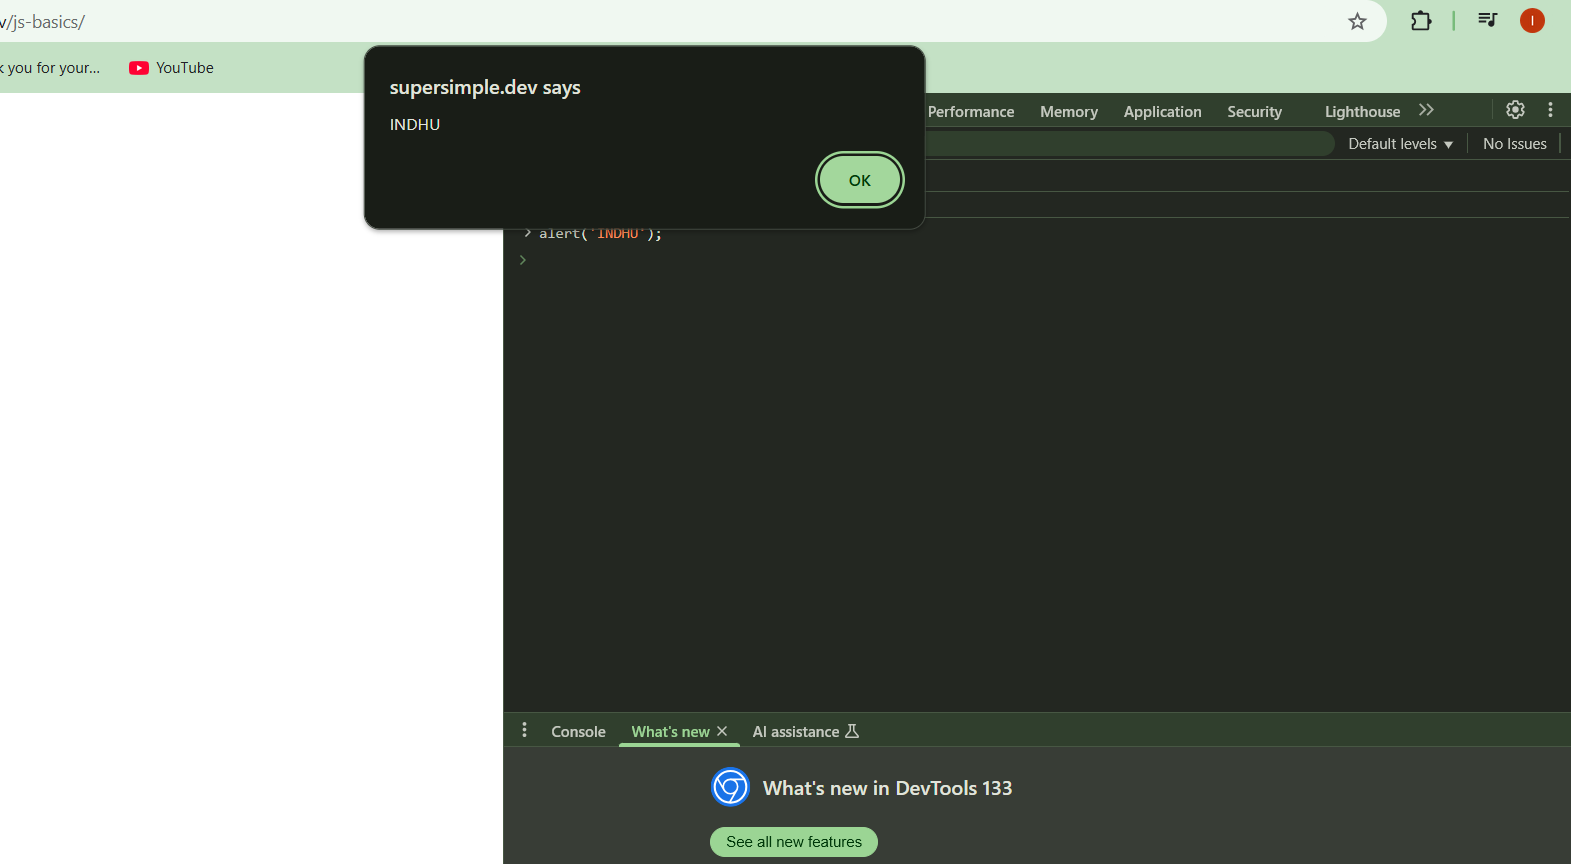 /js-basics/
I
k you for your...
YouTube
supersimple.dev says
INDHU
OK
Performance
Memory
Application
Security
Lighthouse
Default levels
No Issues
alert('INDHU');
Console
What's new
AI assistance
What's new in DevTools 133
See all new features